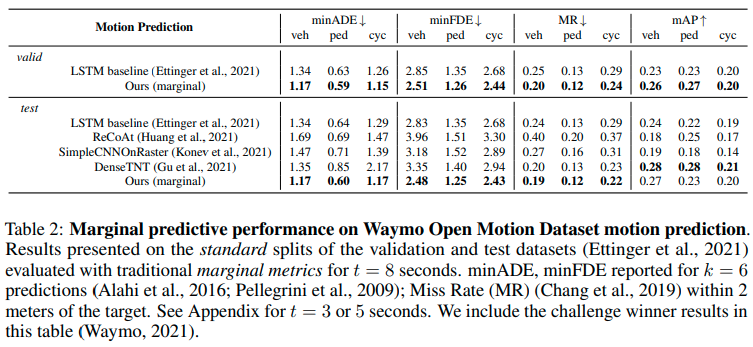 Motion Prediction minADE↓ minFDE↓ MR↓ mAP↑
veh ped cyc veh ped cyc veh ped cyc veh ped cyc
valid
LSTM baseline (Ettinger et al., 2021) 1.34 0.63 1.26 2.85 1.35 2.68 0.25 0.13 0.29 0.23 0.23 0.20
Ours (marginal) 1.17 0.59 1.15 2.51 1.26 2.44 0.20 0.12 0.24 0.26 0.27 0.20
test
LSTM baseline (Ettinger et al., 2021) 1.34 0.64 1.29 2.83 1.35 2.68 0.24 0.13 0.29 0.24 0.22 0.19
ReCoAt (Huang et al., 2021) 1.69 0.69 1.47 3.96 1.51 3.30 0.40 0.20 0.37 0.18 0.25 0.17
SimpleCNNOnRaster (Konev et al., 2021) 1.47 0.71 1.39 3.18 1.52 2.89 0.27 0.16 0.31 0.19 0.18 0.14
DenseTNT (Gu et al., 2021) 1.35 0.85 2.17 3.35 1.40 2.94 0.20 0.13 0.23 0.28 0.28 0.21
Ours (marginal) 1.17 0.60 1.17 2.48 1.25 2.43 0.19 0.12 0.22 0.27 0.23 0.20
Table 2: Marginal predictive performance on Waymo Open Motion Dataset motion prediction.
Results presented on the standard splits of the validation and test datasets (Ettinger et al., 2021)
evaluated with traditional marginal metrics for t = 8 seconds. minADE, minFDE reported for k = 6
predictions (Alahi et al., 2016; Pellegrini et al., 2009); Miss Rate (MR) (Chang et al., 2019) within 2
meters of the target. See Appendix for t = 3 or 5 seconds. We include the challenge winner results in
this table (Waymo, 2021).